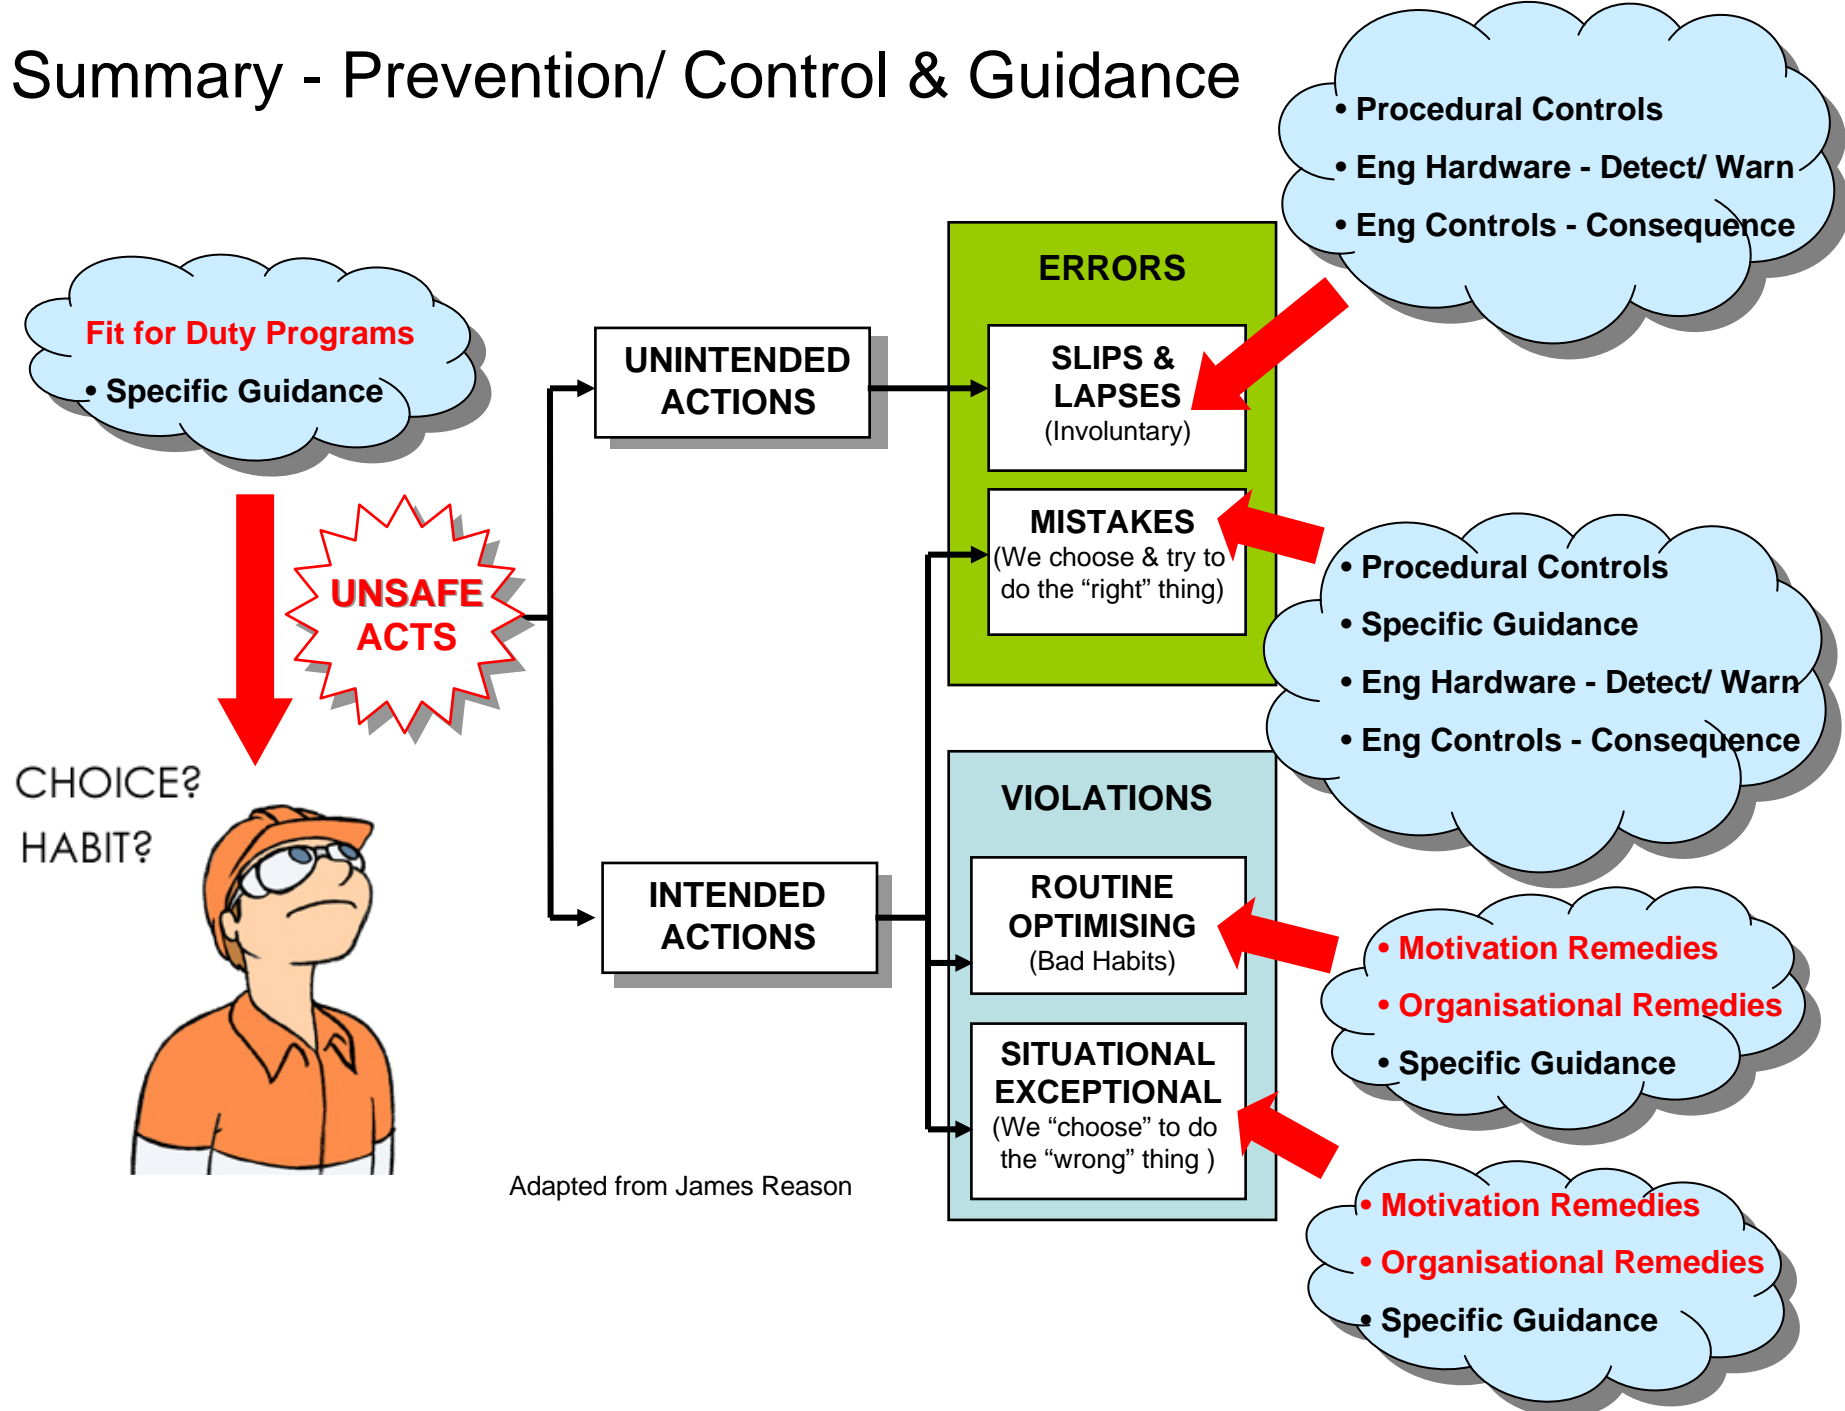 Summary - Prevention/ Control & Guidance
• Procedural Controls
• Eng Hardware - Detect/ Warn
• Eng Controls - Consequence
Fit for Duty Programs
• Specific Guidance
UNSAFE
ACTS
CHOICE?
HABIT?
UNINTENDED
ACTIONS
INTENDED
ACTIONS
ERRORS
SLIPS &
LAPSES
(Involuntary)
MISTAKES
(We choose & try to
do the “right” thing)
• Procedural Controls
• Specific Guidance
• Eng Hardware - Detect/ Warn
• Eng Controls - Consequence
VIOLATIONS
ROUTINE
OPTIMISING
(Bad Habits)
• Motivation Remedies
• Organisational Remedies
• Specific Guidance
SITUATIONAL
EXCEPTIONAL
(We “choose” to do
the “wrong” thing )
• Motivation Remedies
• Organisational Remedies
• Specific Guidance
Adapted from James Reason